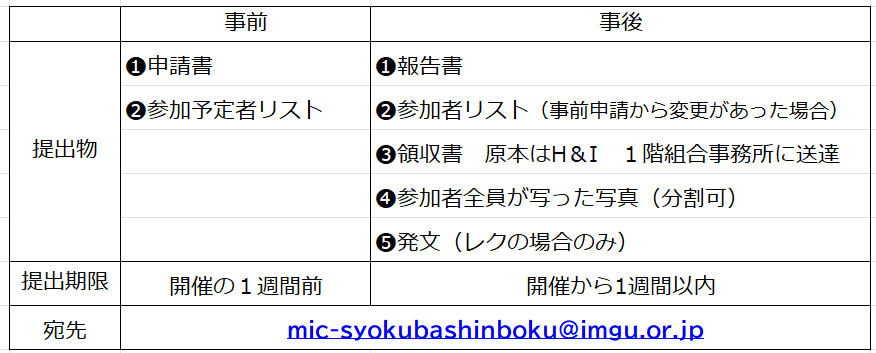 事前 事後
❶申請書 ❶報告書
❷参加予定者リスト ❷参加者リスト（事前申請から変更があった場合）
提出物 ❸領収書　原本はH＆I　１階組合事務所に送達
❹参加者全員が写った写真（分割可）
❺発文（レクの場合のみ）
提出期限 開催の１週間前 開催から1週間以内
宛先 mic-syokubashinboku@imgu.or.jp